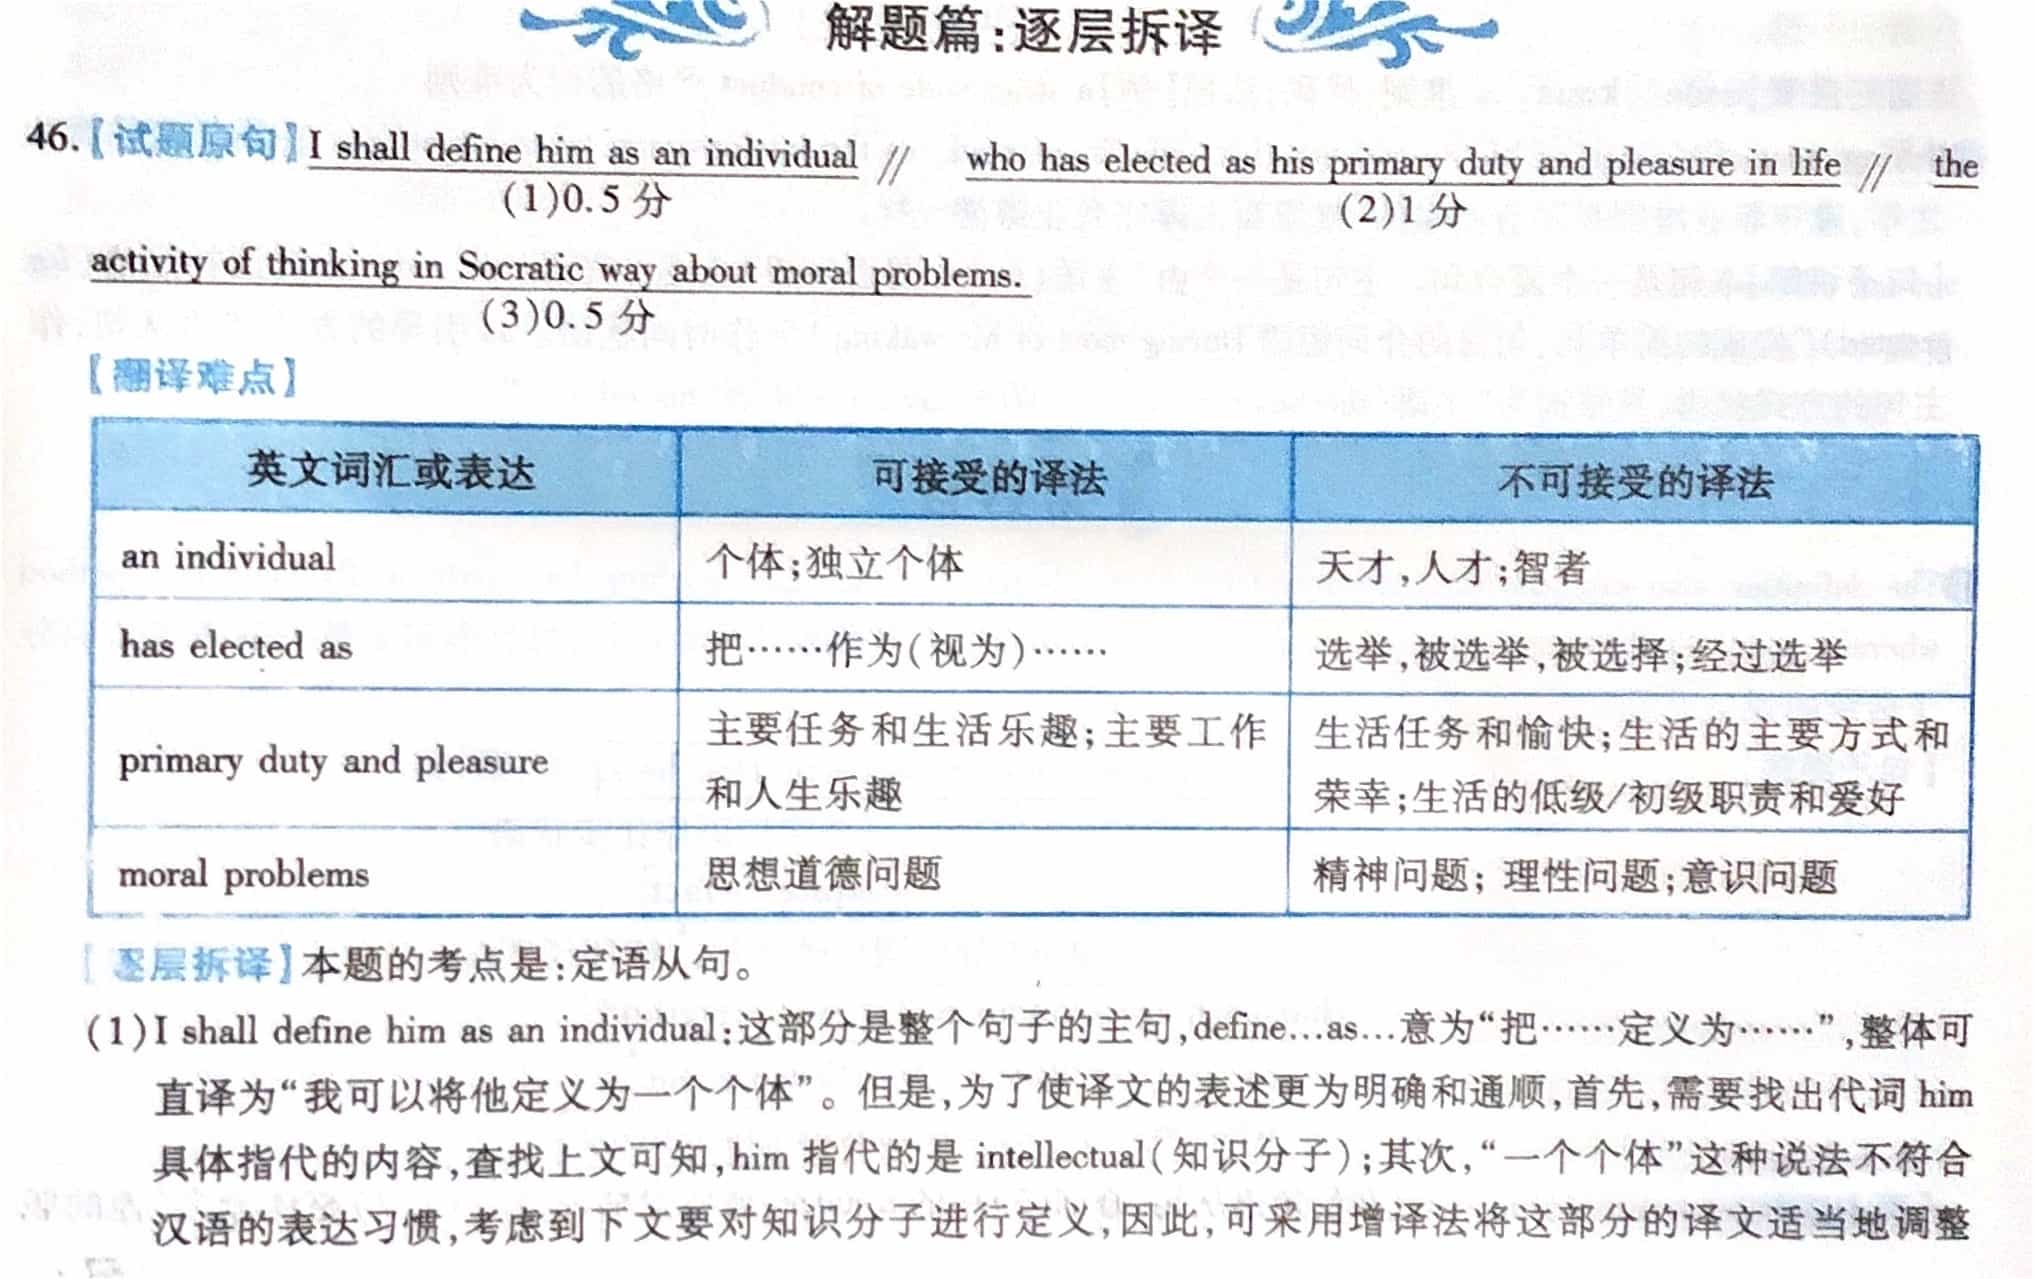 解题篇:逐层拆译
46.【试题原句】I shall define him as an individual // who has elected as his primary duty and pleasure in life // the
(1)0.5分 (2)1分
activity of thinking in Socratic way about moral problems.
(3)0.5分
【翻译难点】
英文词汇或表达 可接受的译法 不可接受的译法
an individual 个体;独立个体 天才,人才;智者
has elected as 把……作为(视为)…… 选举,被选举,被选择;经过选举
primary duty and pleasure 主要任务和生活乐趣;主要工作和人生乐趣 生活任务和愉快;生活的主要方式和荣幸;生活的低级/初级职责和爱好
moral problems 思想道德问题 精神问题;理性问题;意识问题
【逐层拆译】本题的考点是:定语从句。
(1)I shall define him as an individual:这部分是整个句子的主句,define…as…意为“把……定义为……”,整体可
直译为“我可以将他定义为一个个体”。但是,为了使译文的表述更为明确和通顺,首先,需要找出代词him
具体指代的内容,查找上文可知,him 指代的是 intellectual(知识分子);其次,“一个个体”这种说法不符合
汉语的表达习惯,考虑到下文要对知识分子进行定义,因此,可采用增译法将这部分的译文适当地调整